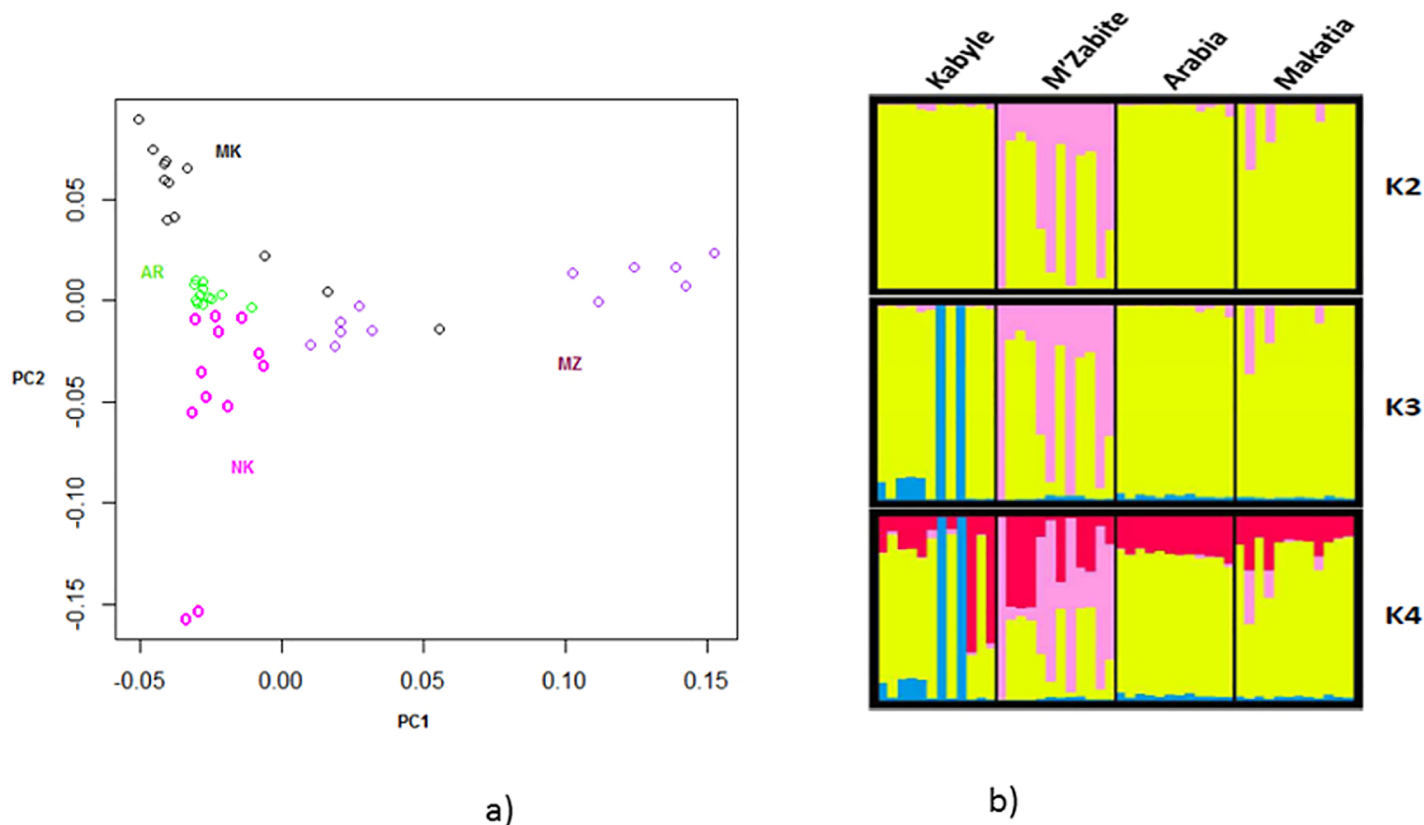 MK
AR
MZ
NK
PC2
0.05
0.00
-0.05
-0.10
-0.15
-0.05
0.00
0.05
0.10
0.15
PC1
a)
Kabyle
M'Zabite
Arabia
Makatia
K2
K3
K4
b)